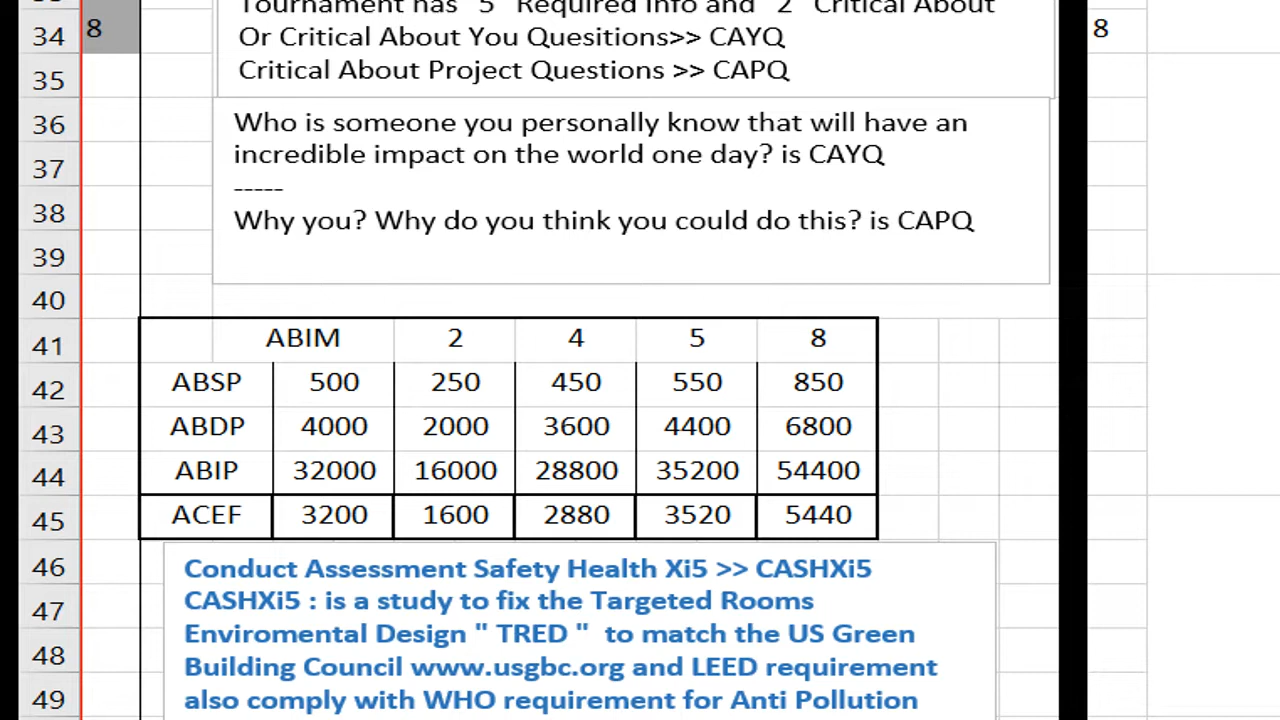 Tournament has "5" Required Info and "2" Critical About
34 8 Or Critical About You Quesitions>> CAYQ 8
35 Critical About Project Questions >> CAPQ
36 Who is someone you personally know that will have an
37 incredible impact on the world one day? is CAYQ
-----
38 Why you? Why do you think you could do this? is CAPQ
39
40
41 ABIM 2 4 5 8
42 ABSP 500 250 450 550 850
43 ABDP 4000 2000 3600 4400 6800
44 ABIP 32000 16000 28800 35200 54400
45 ACEF 3200 1600 2880 3520 5440
46 Conduct Assessment Safety Health Xi5 >> CASHXi5
47 CASHXi5 : is a study to fix the Targeted Rooms
Enviromental Design " TRED " to match the US Green
48 Building Council www.usgbc.org and LEED requirement
49 also comply with WHO requirement for Anti Pollution